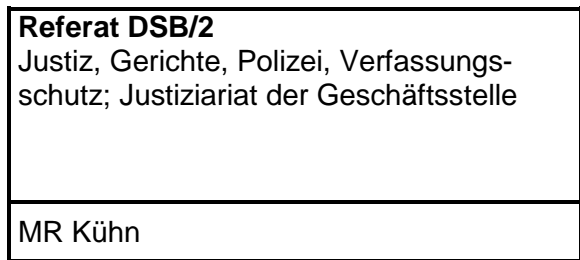 Referat DSB/2
Justiz, Gerichte, Polizei, Verfassungs-
schutz; Justiziariat der Geschäftsstelle
MR Kühn